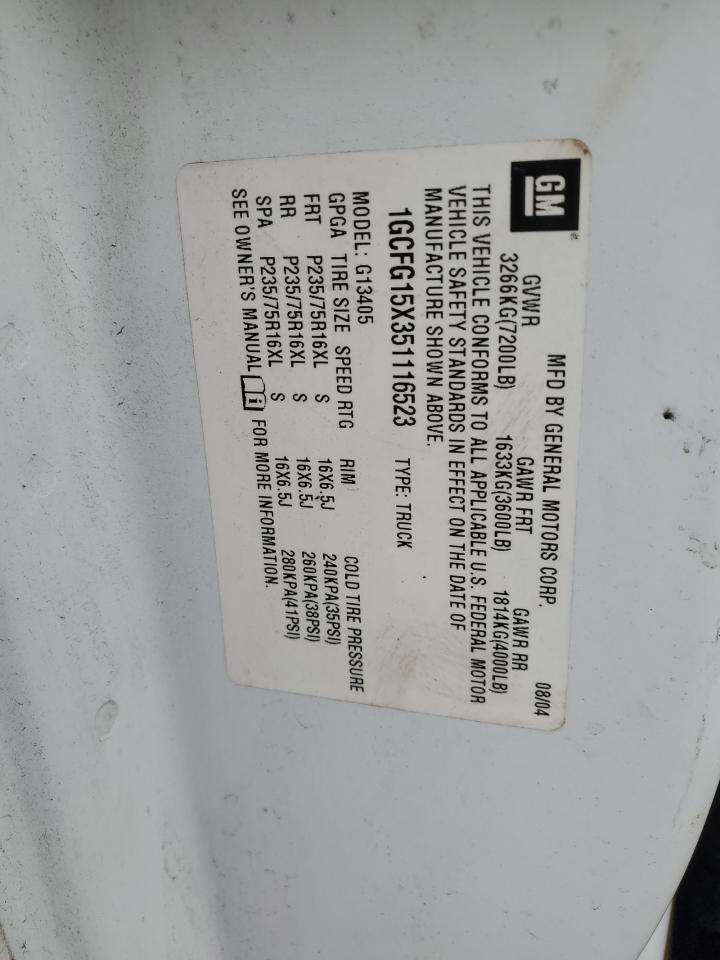 GM
MFD BY GENERAL MOTORS CORP. 08/04
GVWR GAWR FRT GAWR RR
3266KG(7200LB) 1633KG(3600LB) 1814KG(4000LB)
THIS VEHICLE CONFORMS TO ALL APPLICABLE U.S. FEDERAL MOTOR
VEHICLE SAFETY STANDARDS IN EFFECT ON THE DATE OF
MANUFACTURE SHOWN ABOVE.
1GCFG15X351116523 TYPE: TRUCK
MODEL: G13405
GPGA TIRE SIZE SPEED RTG RIM COLD TIRE PRESSURE
FRT P235/75R16XL S 16X6.5J 240KPA(35PSI)
RR P235/75R16XL S 16X6.5J 260KPA(38PSI)
SPA P235/75R16XL S 16X6.5J 280KPA(41PSI)
SEE OWNER'S MANUAL i FOR MORE INFORMATION.